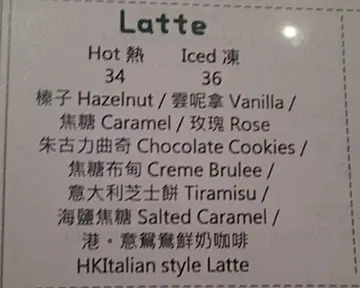 Latte
Hot 熱 Iced 凍
34 36
榛子 Hazelnut / 雲呢拿 Vanilla /
焦糖 Caramel / 玫瑰 Rose
朱古力曲奇 Chocolate Cookies /
焦糖布甸 Creme Brulee /
意大利芝士餅 Tiramisu /
海鹽焦糖 Salted Caramel /
港。意鴛鴦鮮奶咖啡
HKItalian style Latte